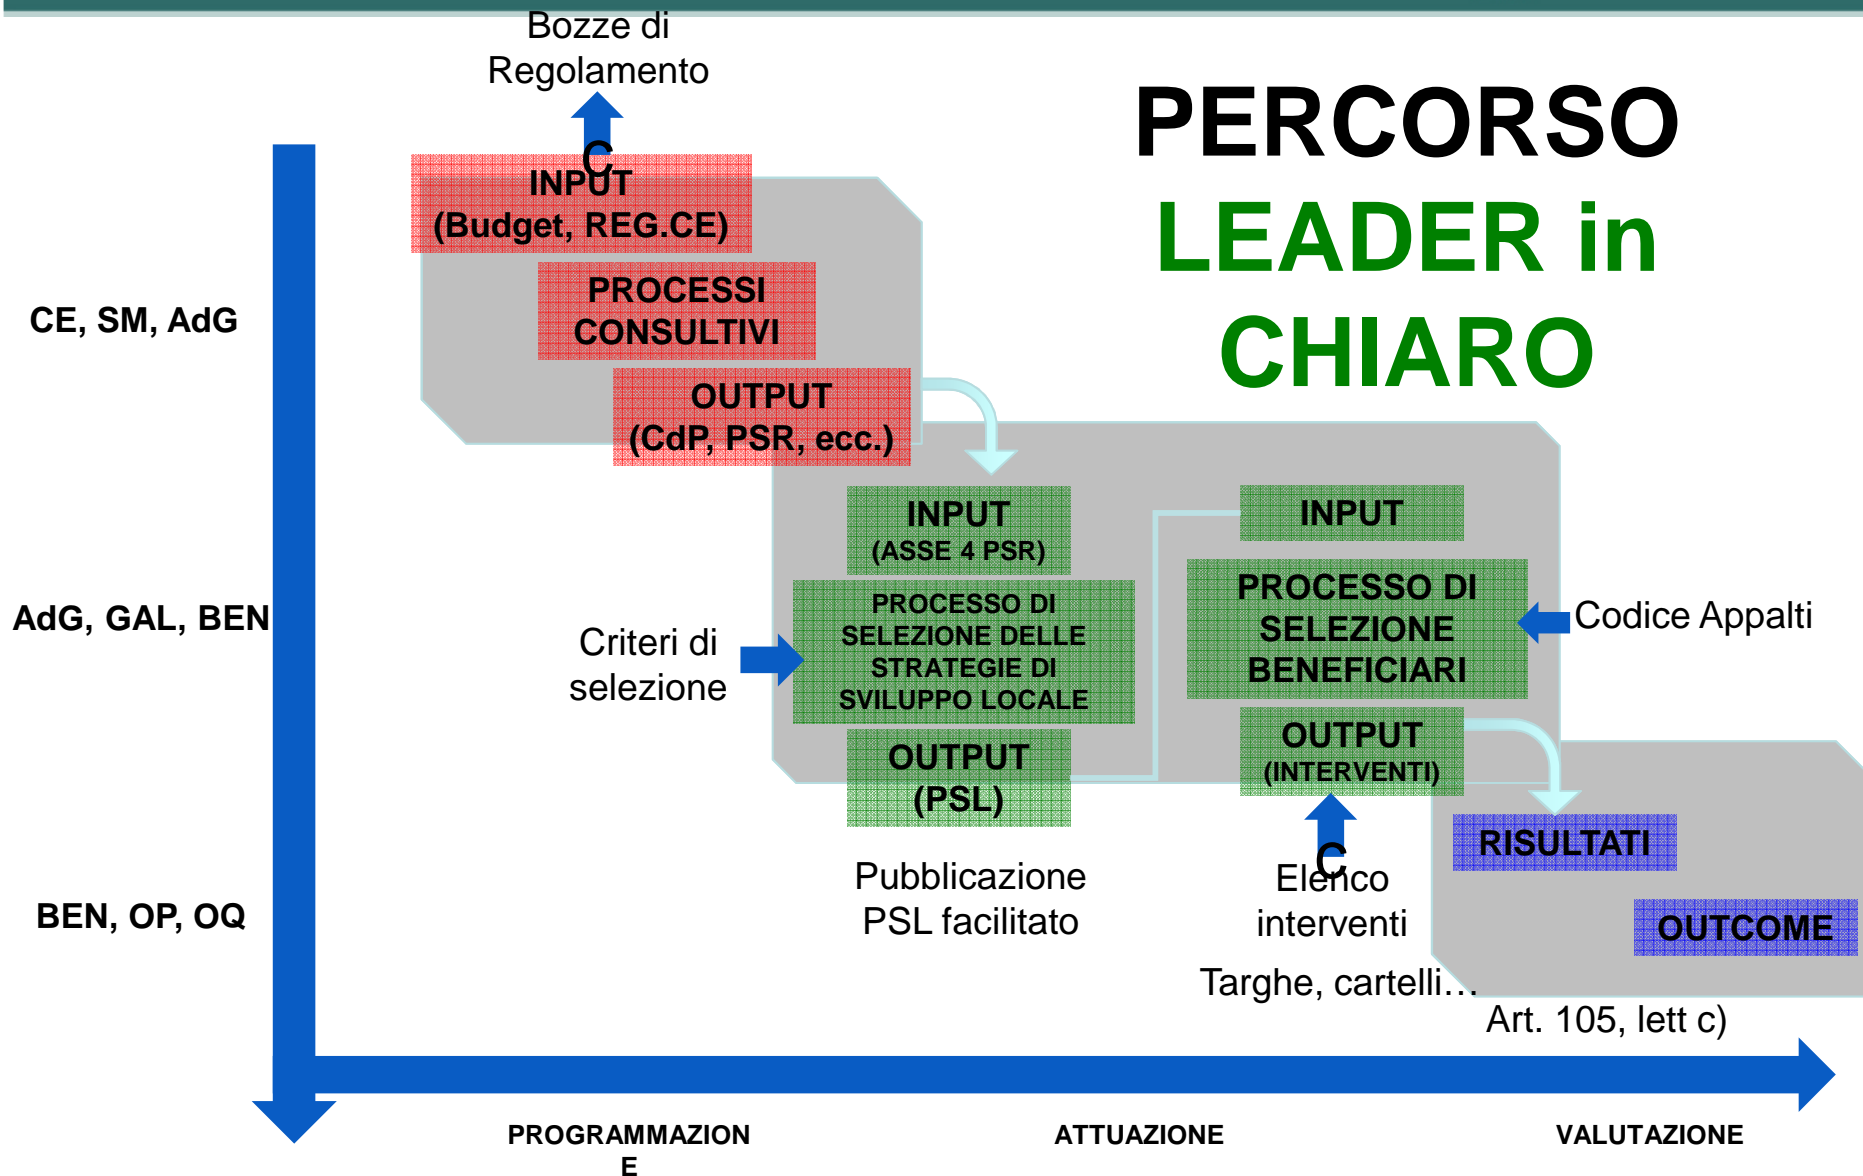 Bozze di
Regolamento
PERCORSO
LEADER in
CHIARO
C
INPUT
(Budget, REG.CE)
PROCESSI
CONSULTIVI
OUTPUT
(CdP, PSR, ecc.)
CE, SM, AdG
INPUT
(ASSE 4 PSR)
PROCESSO DI
SELEZIONE DELLE
STRATEGIE DI
SVILUPPO LOCALE
OUTPUT
(PSL)
INPUT
PROCESSO DI
SELEZIONE
BENEFICIARI
OUTPUT
(INTERVENTI)
AdG, GAL, BEN
Criteri di
selezione
Codice Appalti
RISULTATI
OUTCOME
Pubblicazione
PSL facilitato
C
Elenco
interventi
Targhe, cartelli…
Art. 105, lett c)
BEN, OP, OQ
PROGRAMMAZION
E
ATTUAZIONE
VALUTAZIONE